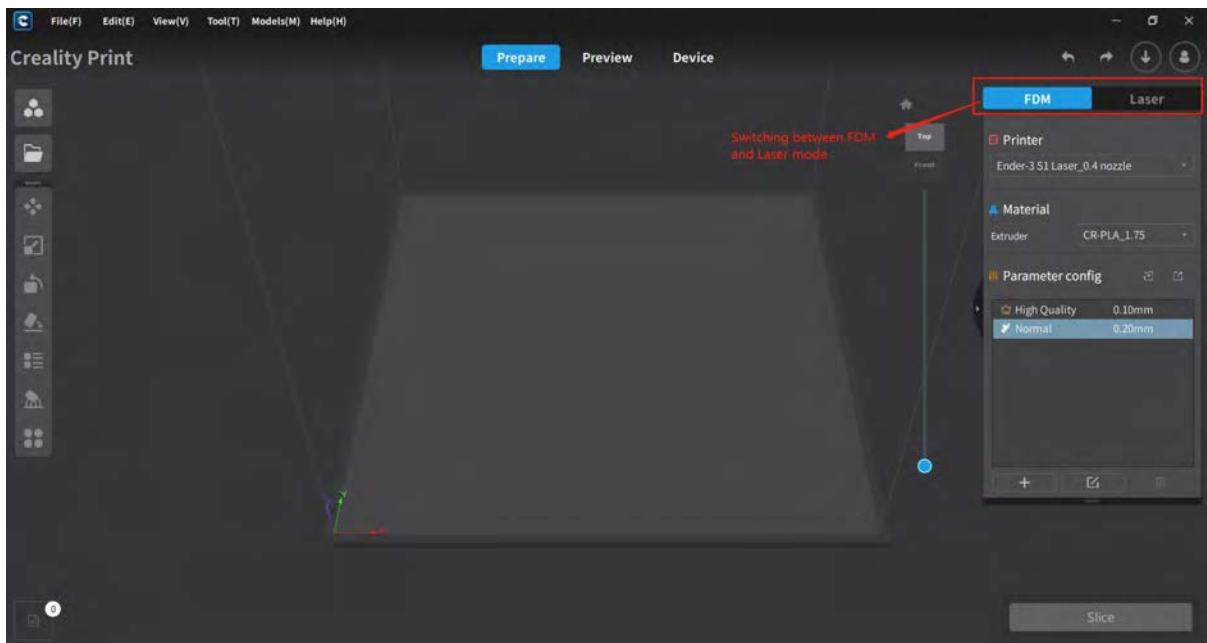 File(F) Edit(E) View(V) Tool(T) Models(M) Help(H)
Creality Print
Prepare Preview Device
FDM Laser
Switching between FDM
and Laser mode
Top
Front
Printer
Ender-3 S1 Laser_0.4 nozzle
Material
Extruder CR-PLA_1.75
Parameter config
High Quality 0.10mm
Normal 0.20mm
Slice
0